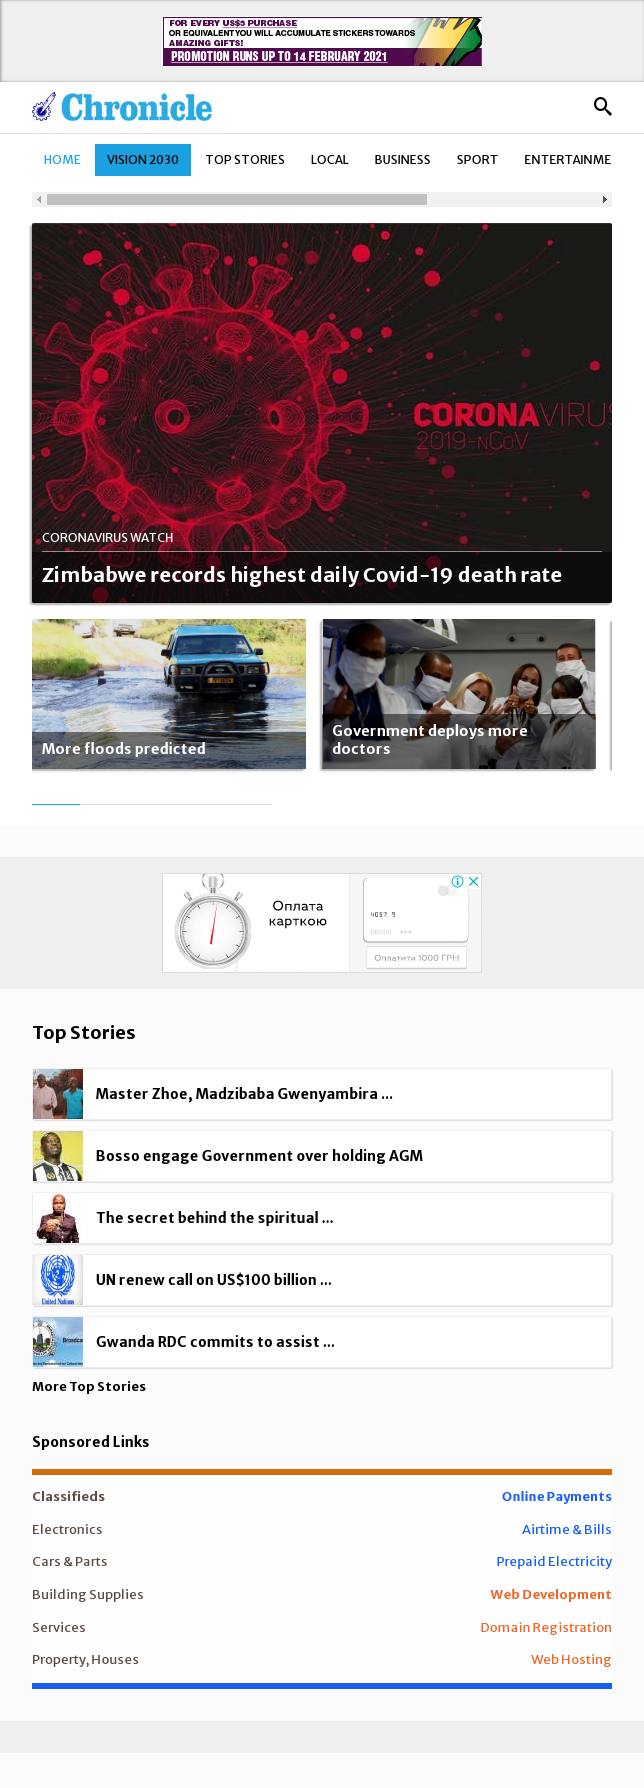 FOR EVERY US$5 PURCHASE
OR EQUIVALENT YOU WILL ACCUMULATE STICKERS TOWARDS
AMAZING GIFTS!
PROMOTION RUNS UP TO 14 FEBRUARY 2021
Chronicle
HOME VISION 2030 TOP STORIES LOCAL BUSINESS SPORT ENTERTAINME
CORONAVIRUS
2019-nCoV
CORONAVIRUS WATCH
Zimbabwe records highest daily Covid-19 death rate
More floods predicted
Government deploys more
doctors
Оплата
карткою
4057 9
00/00 ***
Оплатити 1000 ГРН
Top Stories
Master Zhoe, Madzibaba Gwenyambira ...
Bosso engage Government over holding AGM
The secret behind the spiritual ...
United Nations
UN renew call on US$100 billion ...
Broadca
Gwanda RDC commits to assist ...
More Top Stories
Sponsored Links
Classifieds Online Payments
Electronics Airtime & Bills
Cars & Parts Prepaid Electricity
Building Supplies Web Development
Services Domain Registration
Property, Houses Web Hosting